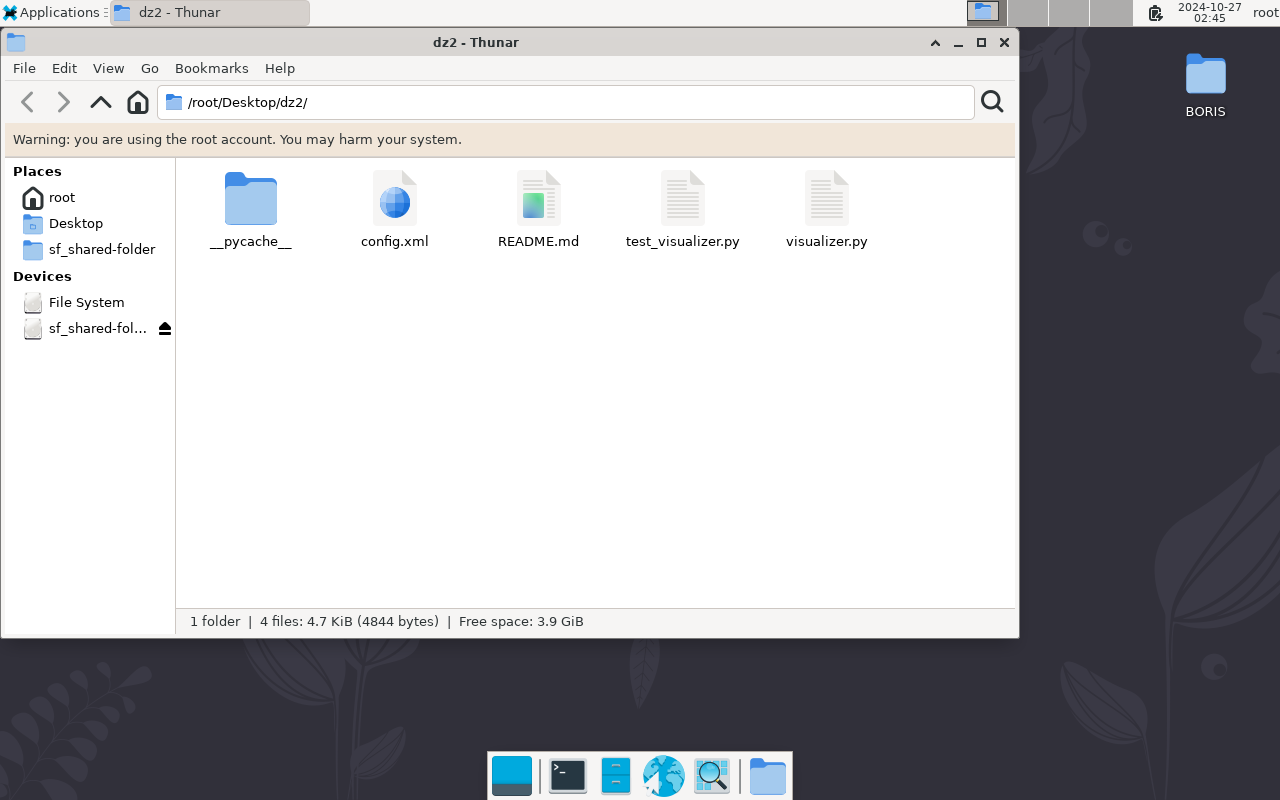 Applications
dz2 - Thunar
2024-10-27
02:45
root
dz2 - Thunar
File Edit View Go Bookmarks Help
/root/Desktop/dz2/
Warning: you are using the root account. You may harm your system.
Places
root
Desktop
sf_shared-folder
Devices
File System
sf_shared-fol...
__pycache__
config.xml
README.md
test_visualizer.py
visualizer.py
1 folder | 4 files: 4.7 KiB (4844 bytes) | Free space: 3.9 GiB
BORIS
>_